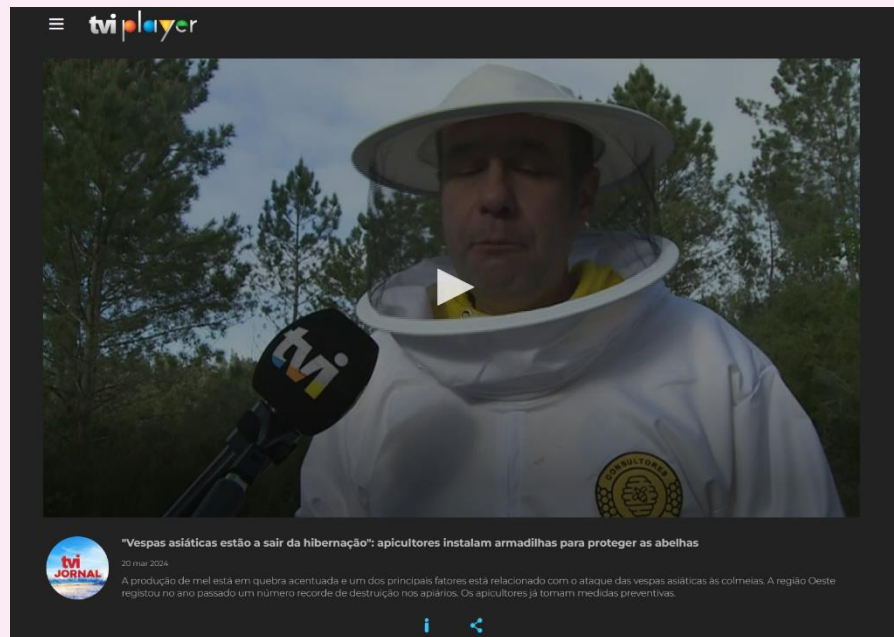 tvi player
tvi
CONSULTORES
"Vespas asiáticas estão a sair da hibernação": apicultores instalam armadilhas para proteger as abelhas
20 mar 2024
tvi
JORNAL
A produção de mel está em quebra acentuada e um dos principais fatores está relacionado com o ataque das vespas asiáticas às colmeias. A região Oeste
registou no ano passado um número recorde de destruição nos apiários. Os apicultores já tomam medidas preventivas.